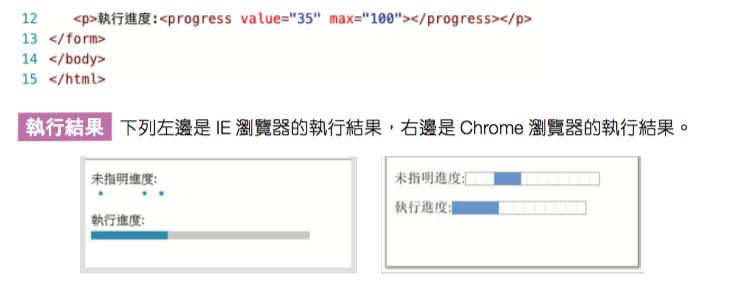 12 <p>執行進度:<progress value="35" max="100"></progress></p>
13 </form>
14 </body>
15 </html>
執行結果 下列左邊是 IE 瀏覽器的執行結果，右邊是 Chrome 瀏覽器的執行結果。
未指明進度:
執行進度:
未指明進度:
執行進度: